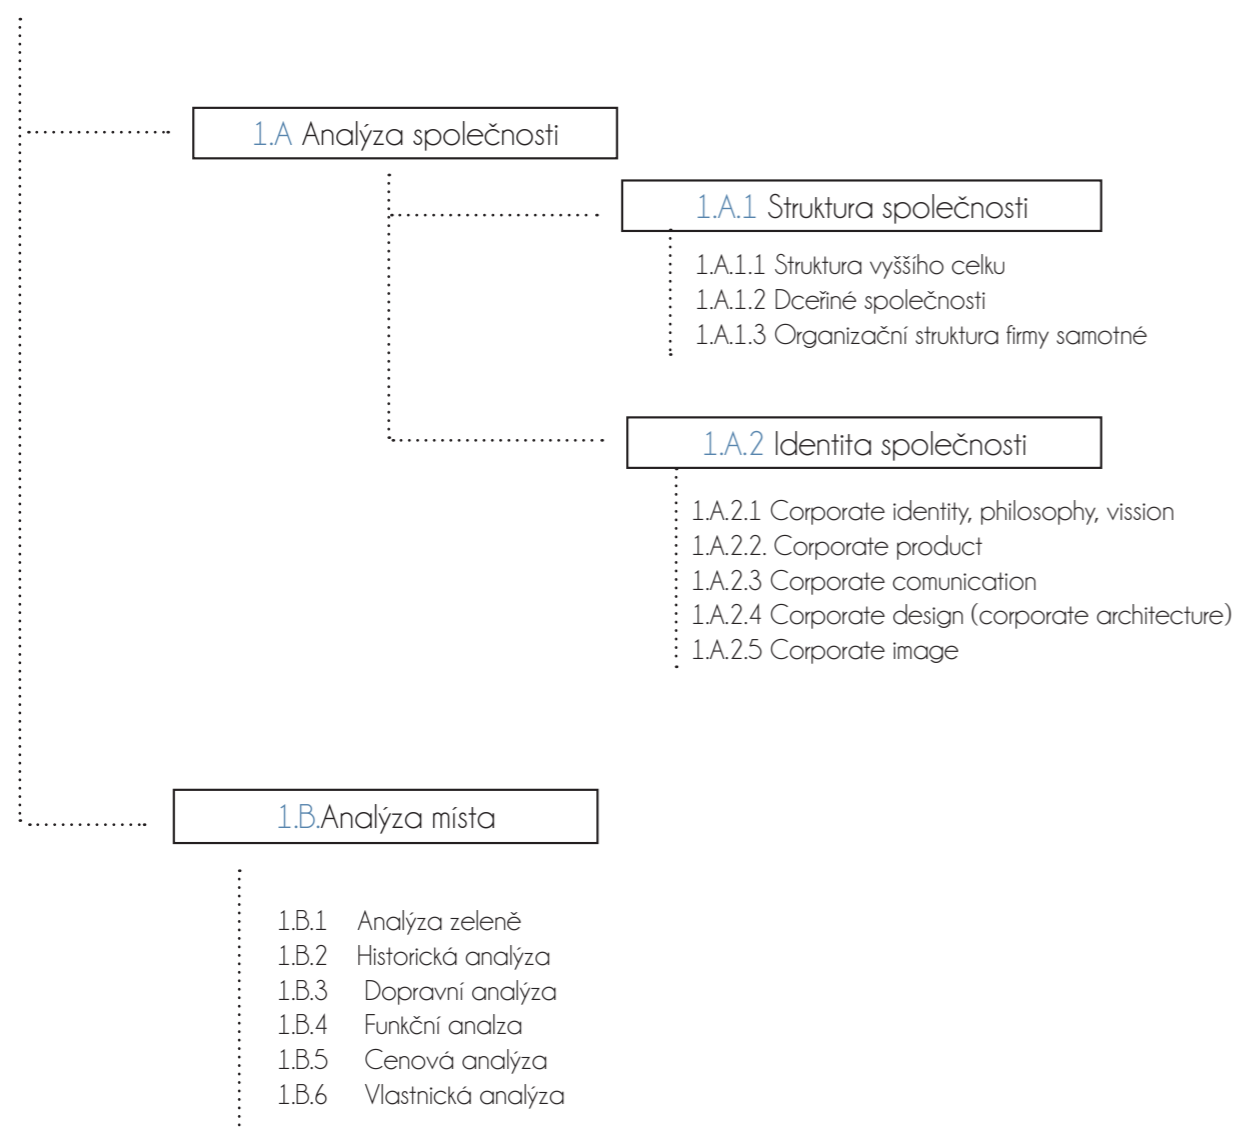 1.A Analýza společnosti
1.A.1 Struktura společnosti
1.A.1.1 Struktura vyššího celku
1.A.1.2 Dceřiné společnosti
1.A.1.3 Organizační struktura firmy samotné
1.A.2 Identita společnosti
1.A.2.1 Corporate identity, philosophy, vission
1.A.2.2. Corporate product
1.A.2.3 Corporate comunication
1.A.2.4 Corporate design (corporate architecture)
1.A.2.5 Corporate image
1.B.Analýza místa
1.B.1 Analýza zeleně
1.B.2 Historická analýza
1.B.3 Dopravní analýza
1.B.4 Funkční analza
1.B.5 Cenová analýza
1.B.6 Vlastnická analýza